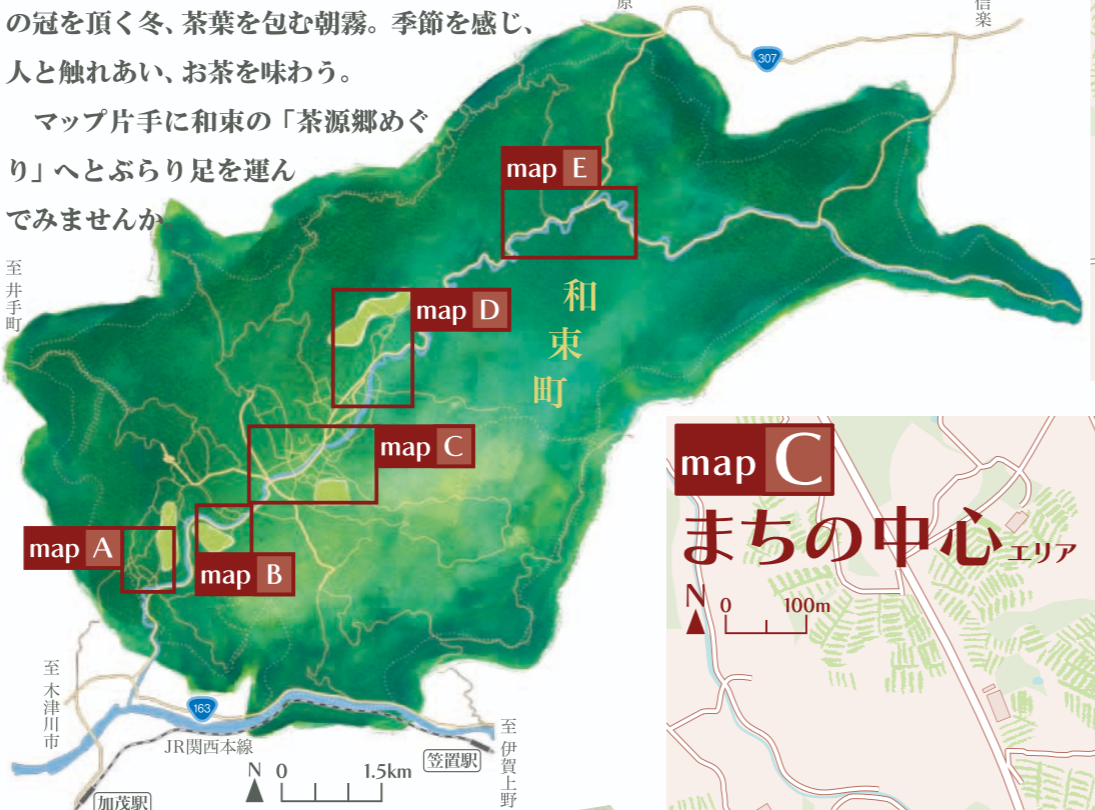 の冠を頂く冬、茶葉を包む朝霧。季節を感じ、
人と触れあい、お茶を味わう。
マップ片手に和束の「茶源郷めぐ
り」へとぶらり足を運ん
でみませんか。
原
信楽
307
map E
至 井手町
map D
和束町
map C
map A
map B
至 木津川市
163
JR関西本線
笠置駅
至 伊賀上野
加茂駅
N 0 1.5km
map C
まちの中心エリア
N 0 100m